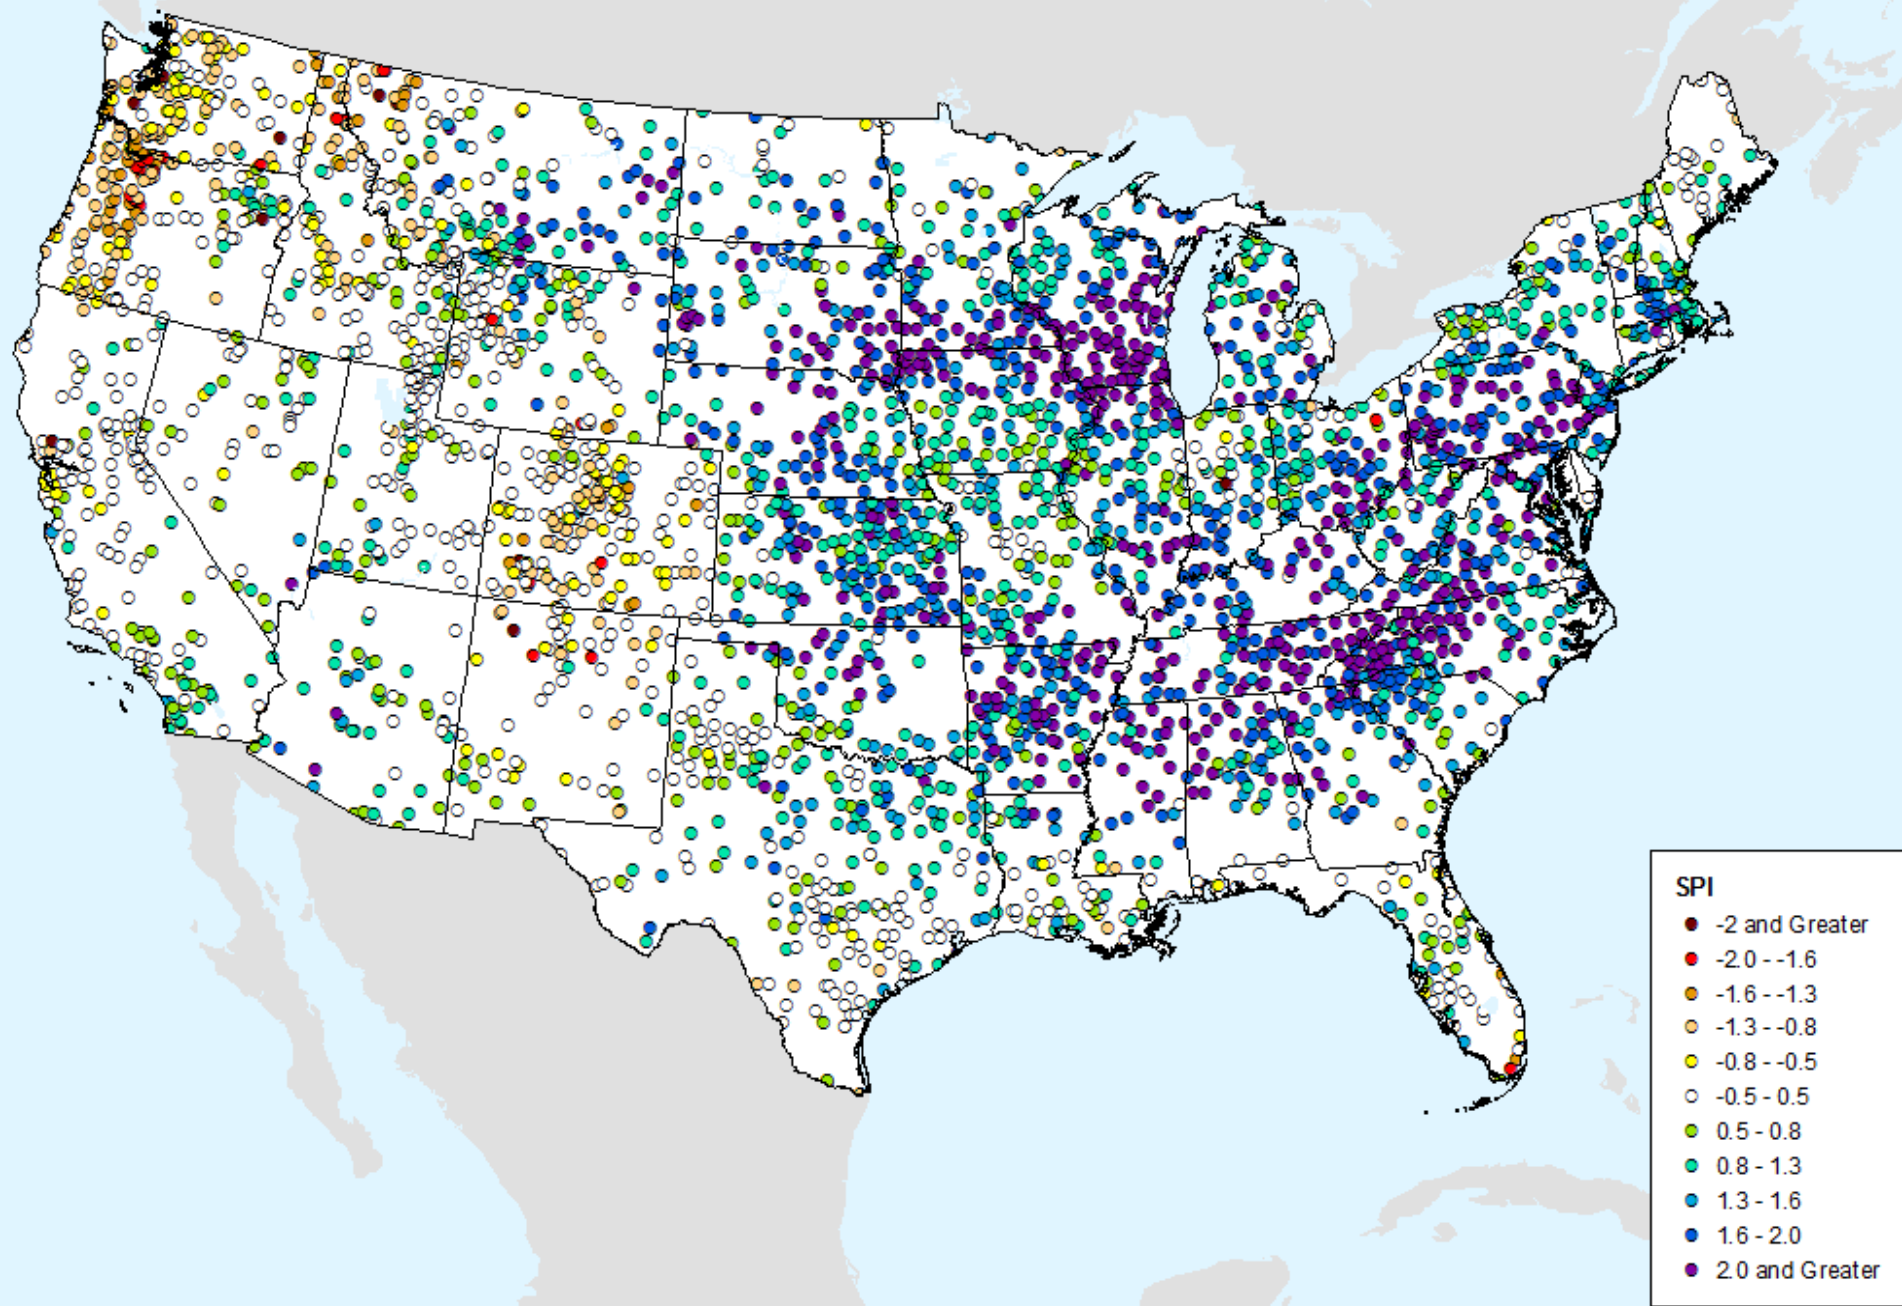 SPI
-2 and Greater
-2.0 - -1.6
-1.6 - -1.3
-1.3 - -0.8
-0.8 - -0.5
-0.5 - 0.5
0.5 - 0.8
0.8 - 1.3
1.3 - 1.6
1.6 - 2.0
2.0 and Greater